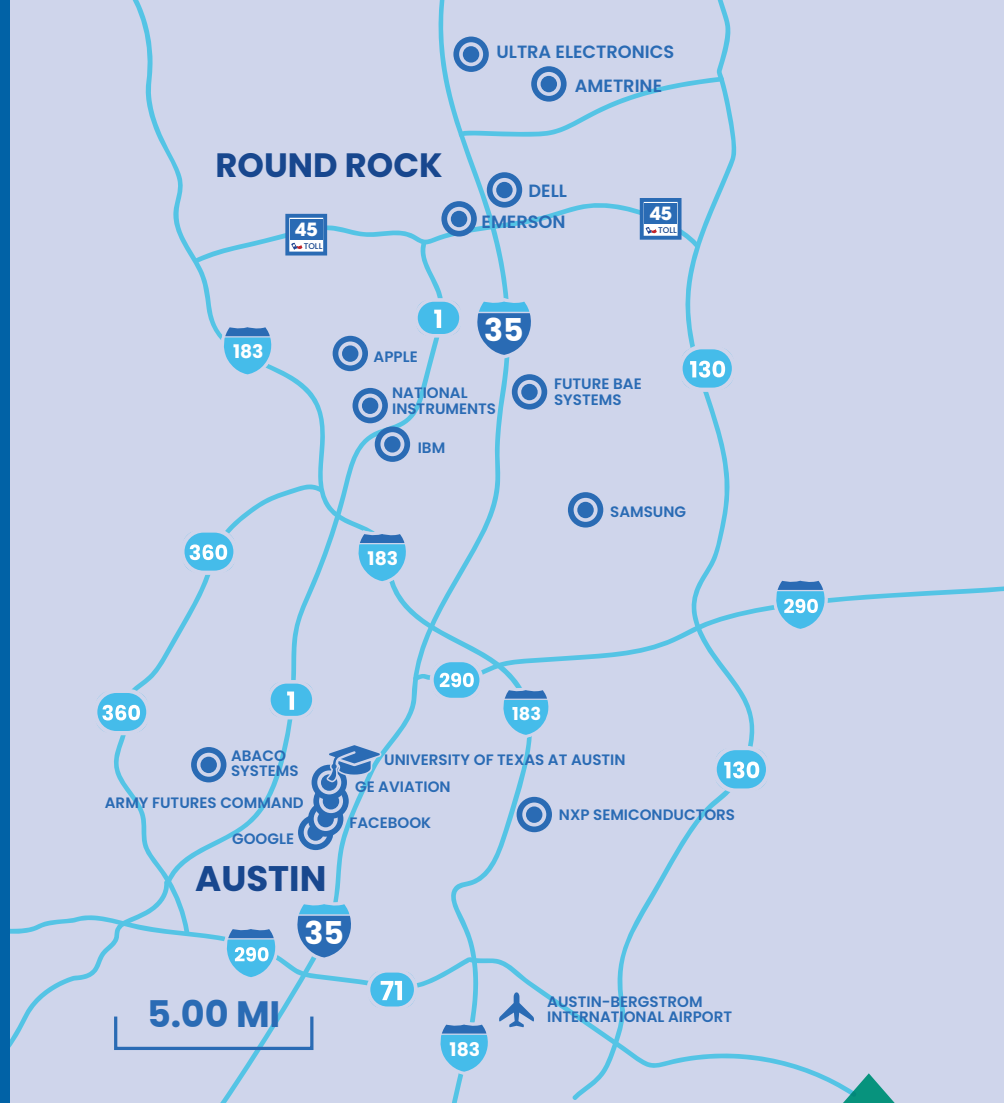 ULTRA ELECTRONICS
AMETRINE
ROUND ROCK
DELL
EMERSON
45
TOLL
45
TOLL
1
35
183
APPLE
130
NATIONAL
INSTRUMENTS
FUTURE BAE
SYSTEMS
IBM
SAMSUNG
360
183
290
290
1
360
183
ABACO
SYSTEMS
UNIVERSITY OF TEXAS AT AUSTIN
130
GE AVIATION
ARMY FUTURES COMMAND
FACEBOOK
NXP SEMICONDUCTORS
GOOGLE
AUSTIN
35
290
71
AUSTIN-BERGSTROM
INTERNATIONAL AIRPORT
5.00 MI
183